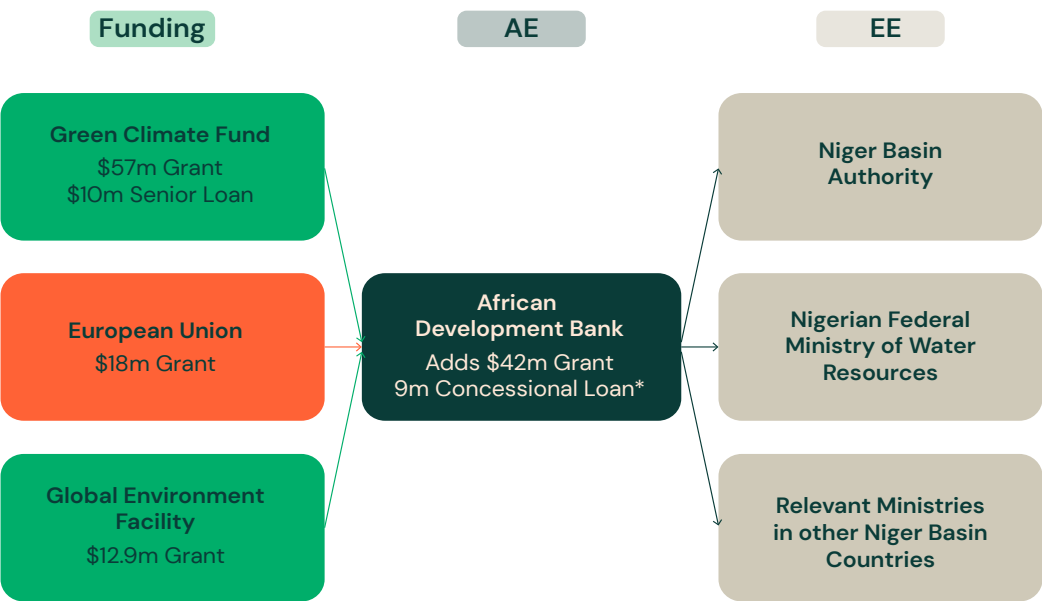 Funding
AE
EE
Green Climate Fund
$57m Grant
$10m Senior Loan
European Union
$18m Grant
Global Environment
Facility
$12.9m Grant
African
Development Bank
Adds $42m Grant
9m Concessional Loan*
Niger Basin
Authority
Nigerian Federal
Ministry of Water
Resources
Relevant Ministries
in other Niger Basin
Countries